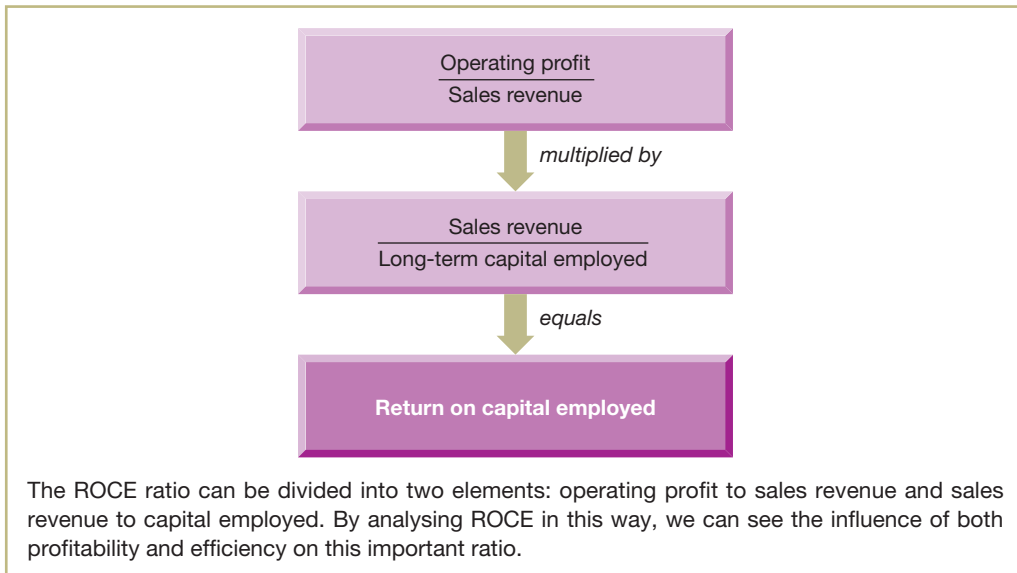 Operating profit
Sales revenue
multiplied by
Sales revenue
Long-term capital employed
equals
Return on capital employed
The ROCE ratio can be divided into two elements: operating profit to sales revenue and sales
revenue to capital employed. By analysing ROCE in this way, we can see the influence of both
profitability and efficiency on this important ratio.